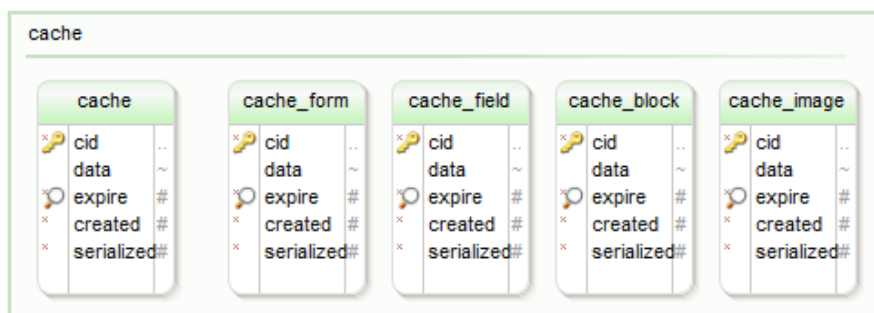 cache
cache cache_form cache_field cache_block cache_image
cid .. cid .. cid .. cid .. cid ..
data ~ data ~ data ~ data ~ data ~
expire # expire # expire # expire # expire #
created # created # created # created # created #
serialized# serialized# serialized# serialized# serialized#